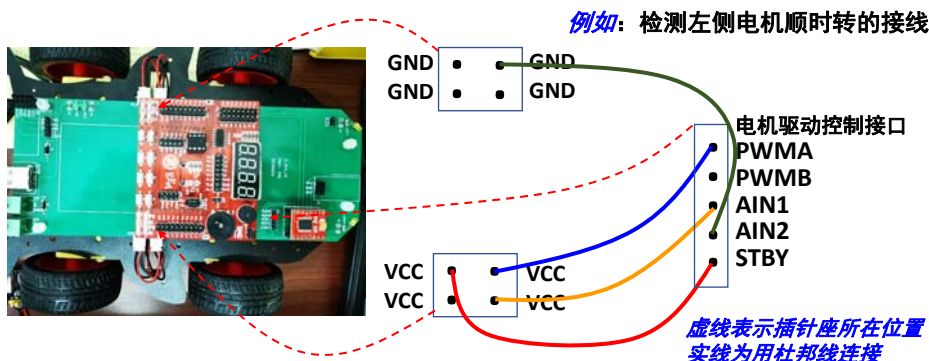 例如：检测左侧电机顺时转的接线
GND GND
GND GND
电机驱动控制接口
PWMA
PWMB
AIN1
AIN2
STBY
VCC VCC
VCC VCC
虚线表示插针座所在位置
实线为用杜邦线连接